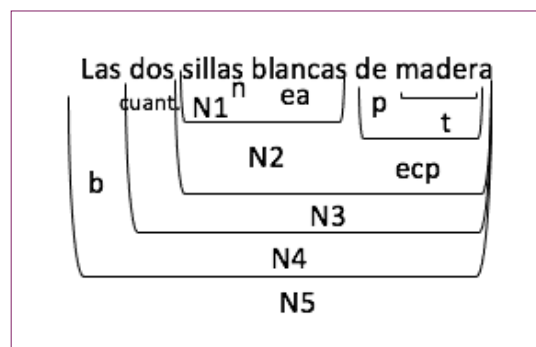 Las dos sillas blancas de madera
cuant. N1 n ea p t
N2 ecp
b
N3
N4
N5